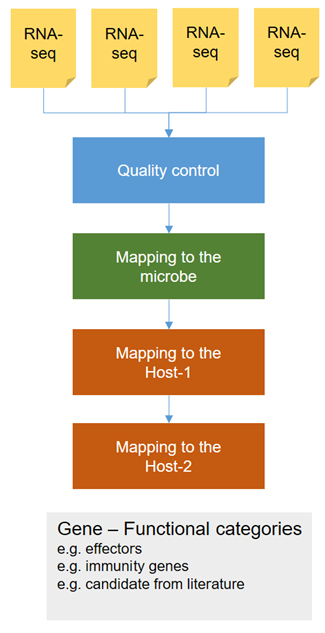 RNA-
seq
RNA-
seq
RNA-
seq
RNA-
seq
Quality control
Mapping to the
microbe
Mapping to the
Host-1
Mapping to the
Host-2
Gene – Functional categories
e.g. effectors
e.g. immunity genes
e.g. candidate from literature